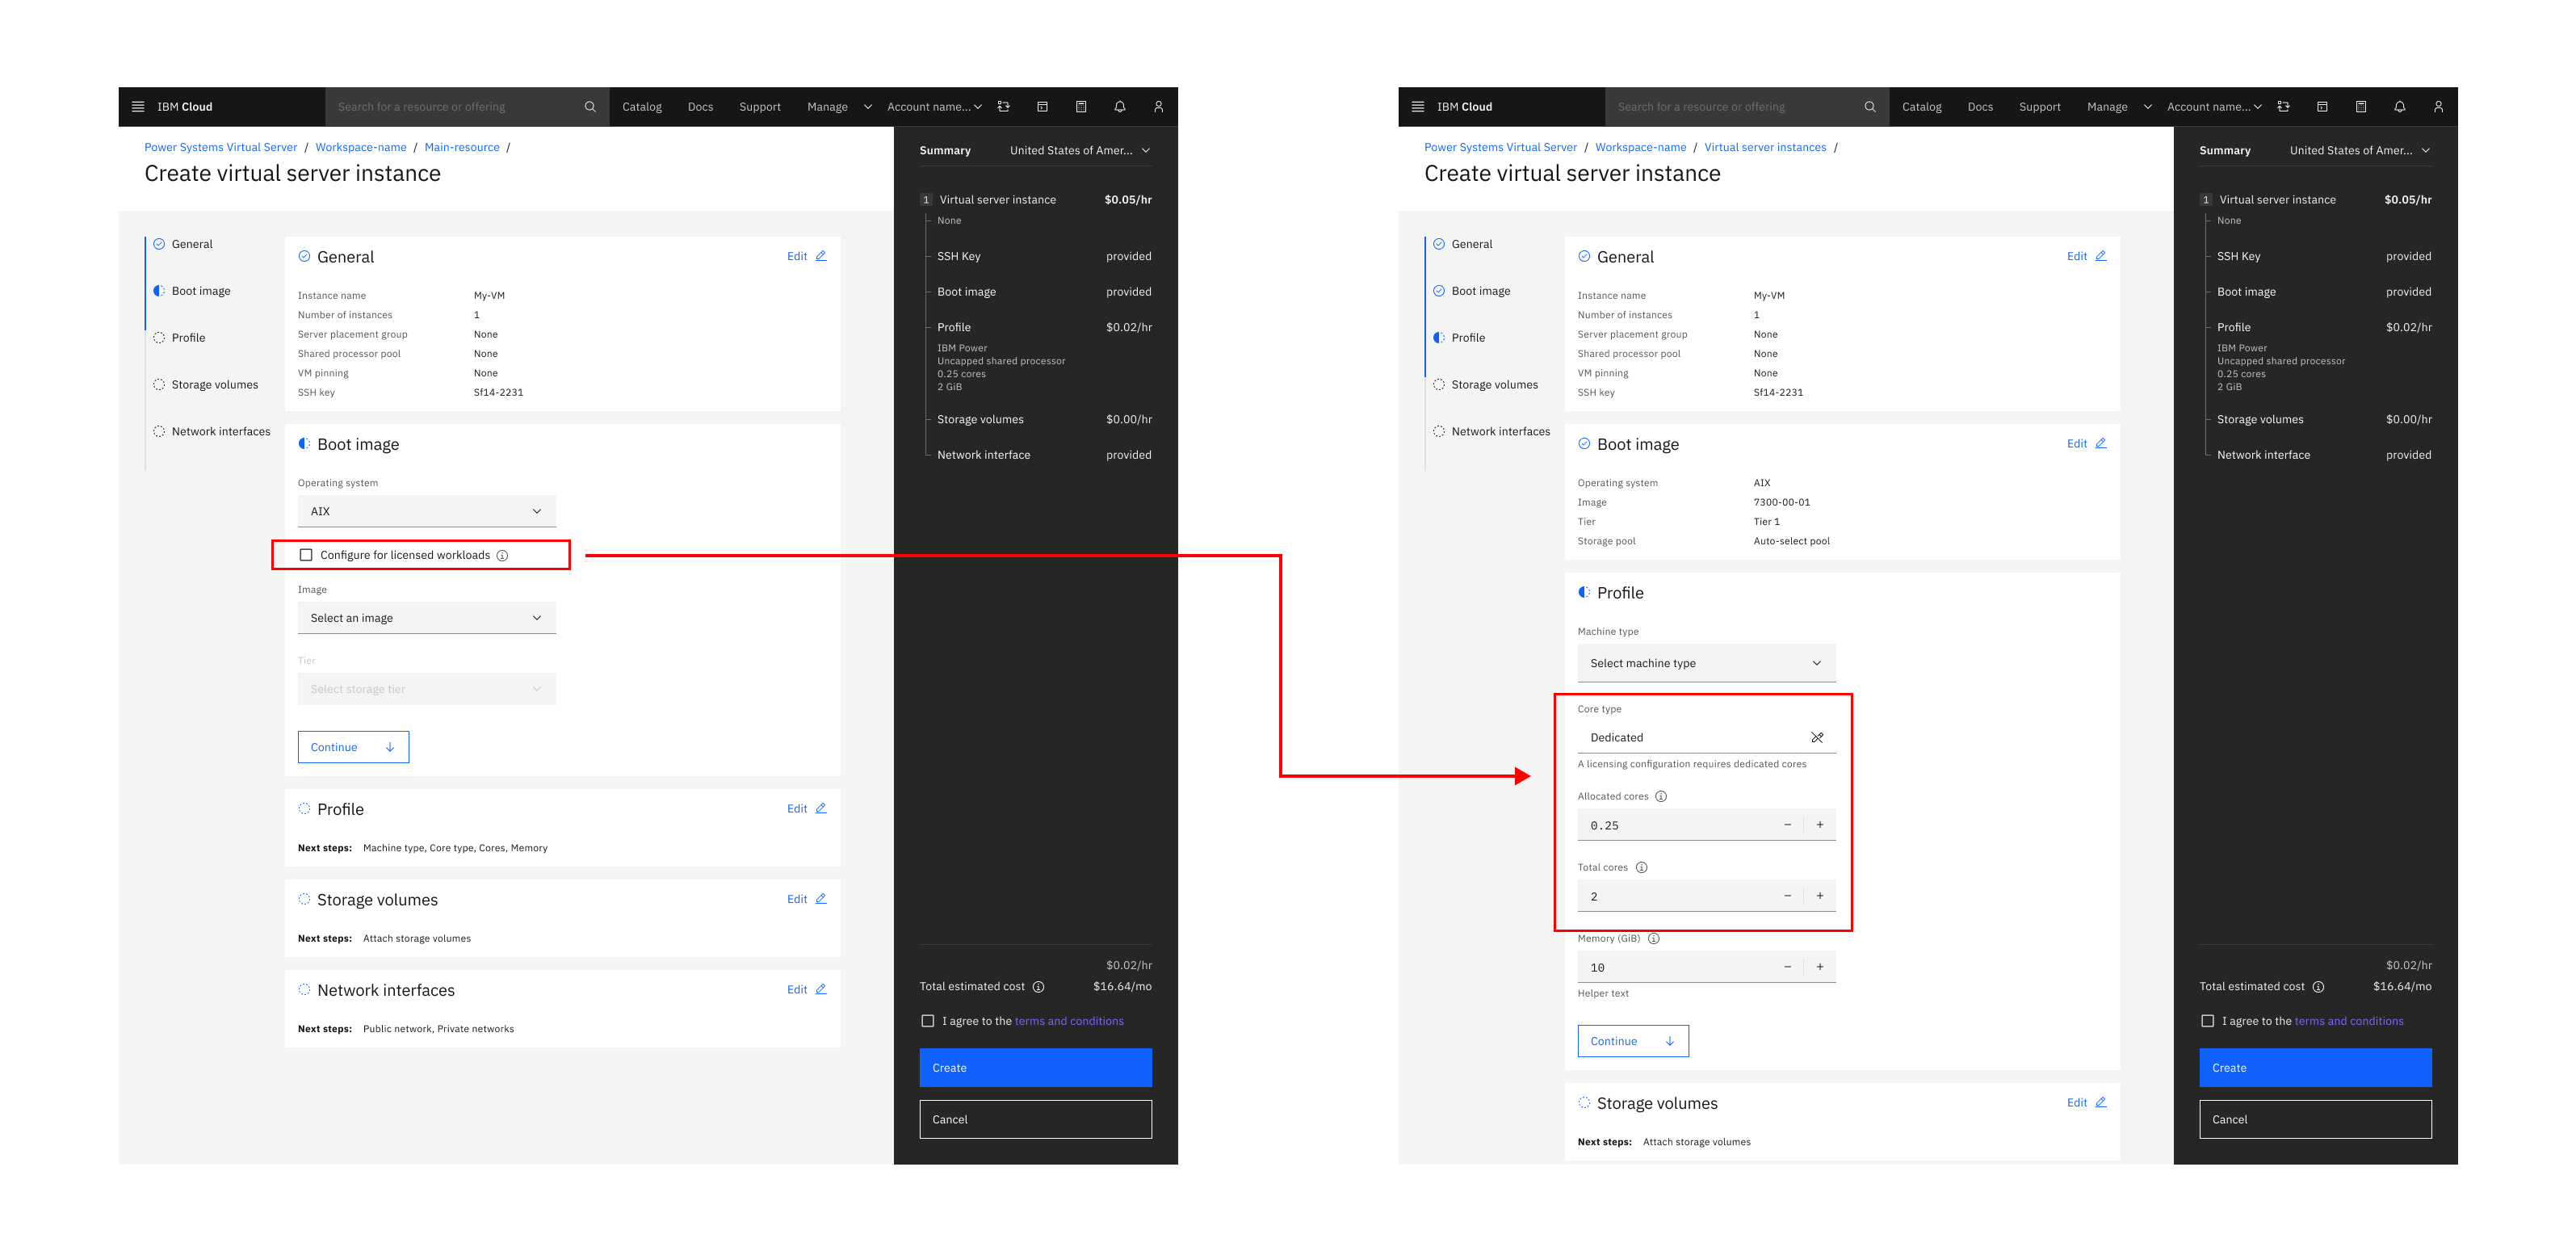 IBM Cloud
Search for a resource or offering
Catalog Docs Support Manage Account name...
Power Systems Virtual Server / Workspace-name / Main-resource /
Create virtual server instance
General
Boot image
Profile
Storage volumes
Network interfaces
General Edit
Instance name My-VM
Number of instances 1
Server placement group None
Shared processor pool None
VM pinning None
SSH key Sf14-2231
Boot image
Operating system
AIX
Configure for licensed workloads
Image
Select an image
Tier
Select storage tier
Continue
Profile Edit
Next steps: Machine type, Core type, Cores, Memory
Storage volumes Edit
Next steps: Attach storage volumes
Network interfaces Edit
Next steps: Public network, Private networks
Summary United States of Amer...
1 Virtual server instance $0.05/hr
None
SSH Key provided
Boot image provided
Profile $0.02/hr
IBM Power
Uncapped shared processor
0.25 cores
2 GiB
Storage volumes $0.00/hr
Network interface provided
$0.02/hr
Total estimated cost $16.64/mo
I agree to the terms and conditions
Create
Cancel
IBM Cloud
Search for a resource or offering
Catalog Docs Support Manage Account name...
Power Systems Virtual Server / Workspace-name / Virtual server instances /
Create virtual server instance
General
Boot image
Profile
Storage volumes
Network interfaces
General Edit
Instance name My-VM
Number of instances 1
Server placement group None
Shared processor pool None
VM pinning None
SSH key Sf14-2231
Boot image Edit
Operating system AIX
Image 7300-00-01
Tier Tier 1
Storage pool Auto-select pool
Profile
Machine type
Select machine type
Core type
Dedicated
A licensing configuration requires dedicated cores
Allocated cores
0.25
Total cores
2
Memory (GiB)
10
Helper text
Continue
Storage volumes Edit
Next steps: Attach storage volumes
Summary United States of Amer...
1 Virtual server instance $0.05/hr
None
SSH Key provided
Boot image provided
Profile $0.02/hr
IBM Power
Uncapped shared processor
0.25 cores
2 GiB
Storage volumes $0.00/hr
Network interface provided
$0.02/hr
Total estimated cost $16.64/mo
I agree to the terms and conditions
Create
Cancel